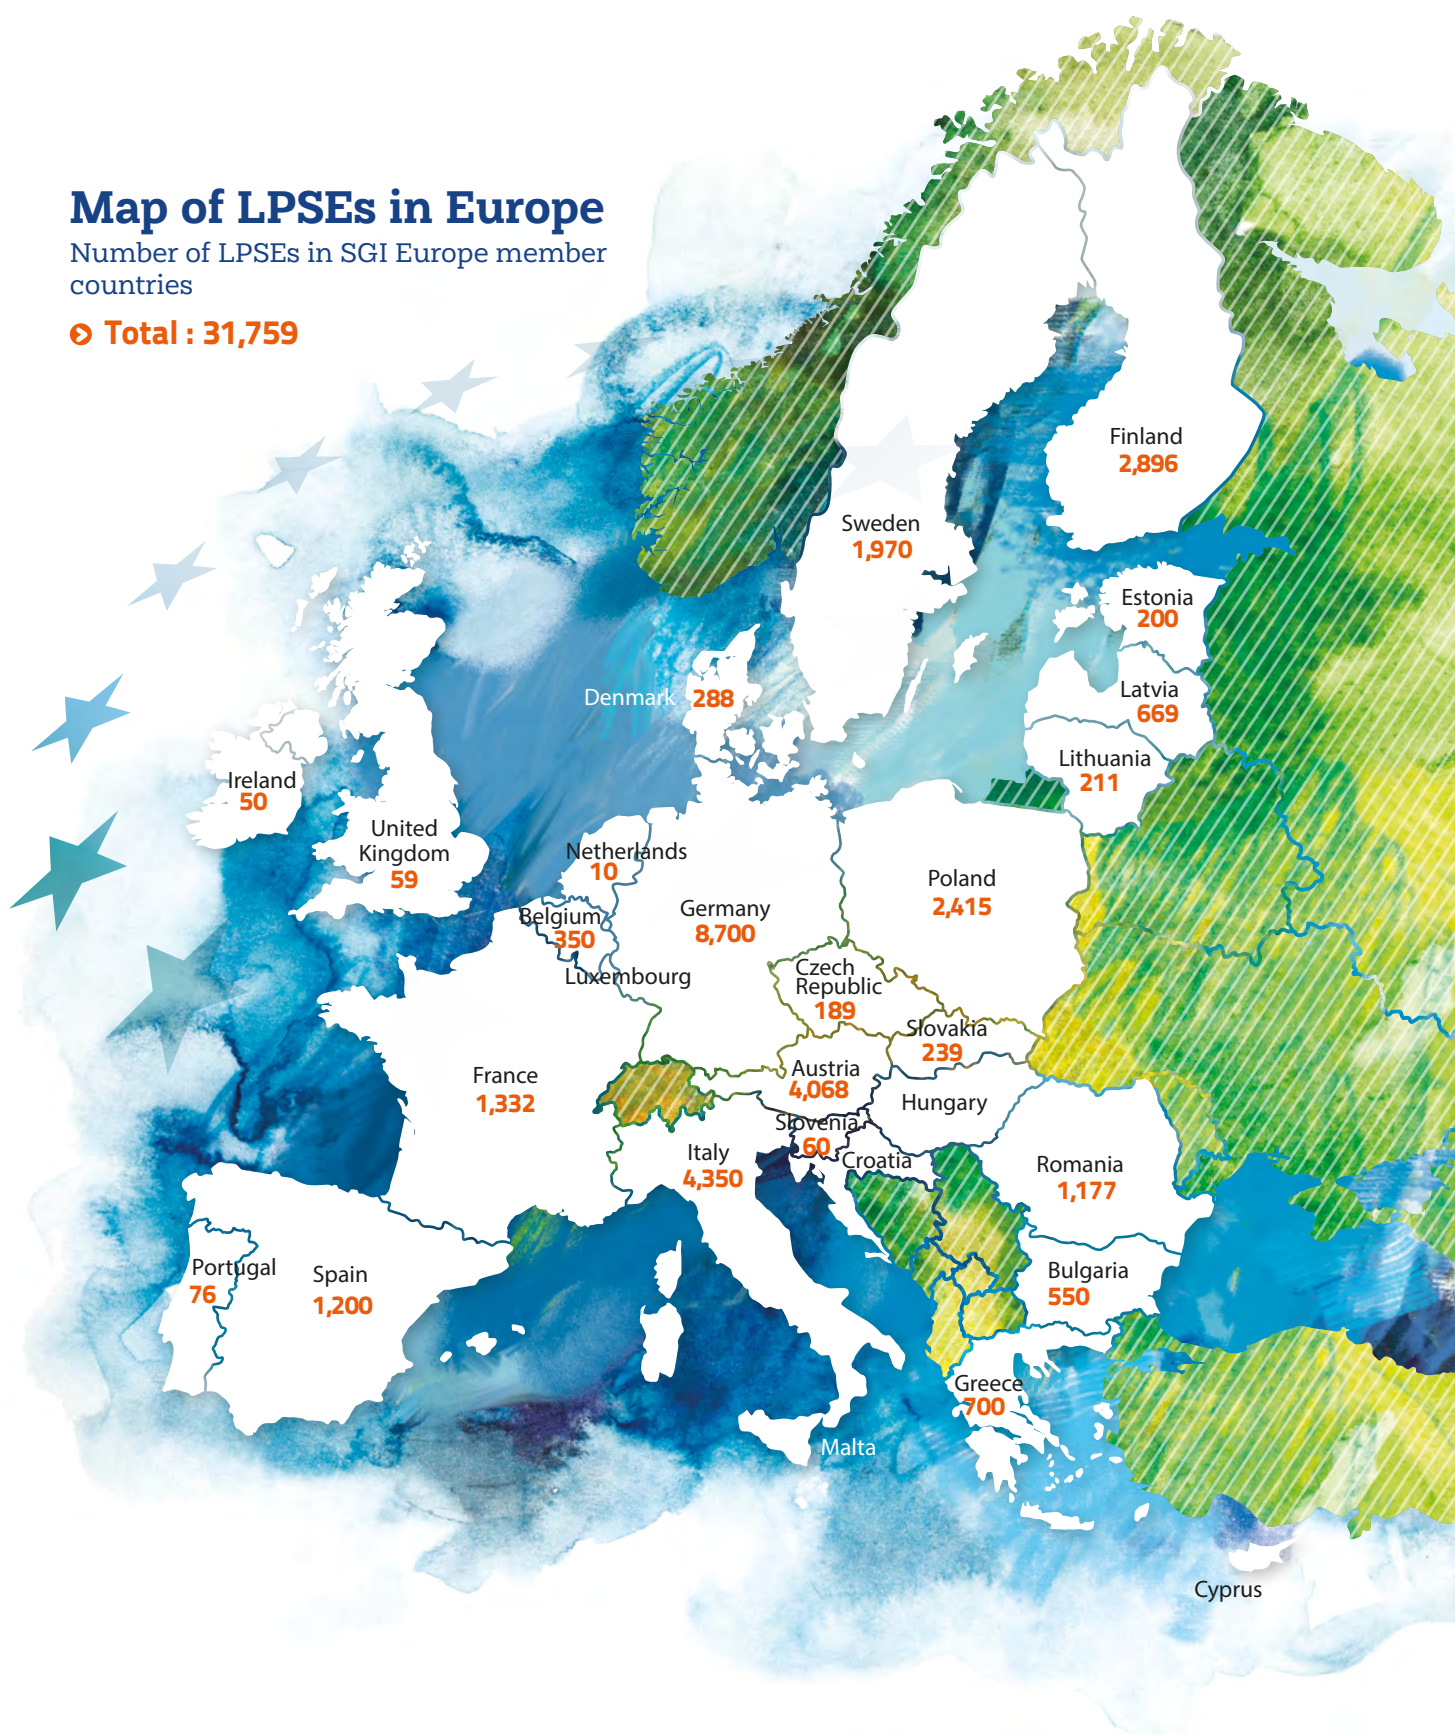 Map of LPSEs in Europe
Number of LPSEs in SGI Europe member
countries
Total : 31,759
Finland
2,896
Sweden
1,970
Estonia
200
Latvia
669
Denmark
288
Lithuania
211
Ireland
50
United
Kingdom
59
Netherlands
10
Poland
2,415
Belgium
350
Germany
8,700
Luxembourg
Czech
Republic
189
Slovakia
239
Austria
4,068
France
1,332
Hungary
Slovenia
60
Croatia
Italy
4,350
Romania
1,177
Portugal
76
Spain
1,200
Bulgaria
550
Greece
700
Malta
Cyprus